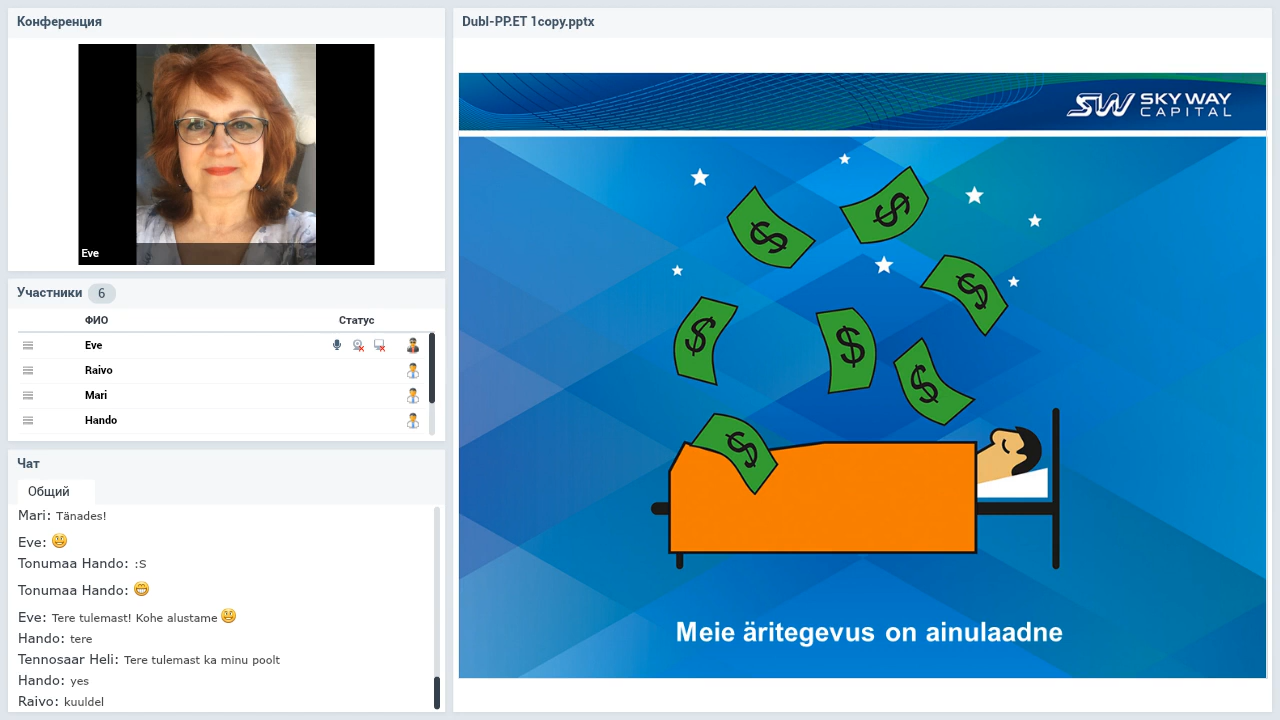 Конференция
Eve
Участники 6
ФИО Статус
Eve
Raivo
Mari
Hando
Чат
Общий
Mari: Tänades!
Eve:
Tonumaa Hando: :S
Tonumaa Hando:
Eve: Tere tulemast! Kohe alustame
Hando: tere
Tennosaar Heli: Tere tulemast ka minu poolt
Hando: yes
Raivo: kuuldel
Dubl-PP.ET 1copy.pptx
SW SKY WAY
CAPITAL
$
$
$
$
$
$
$
Meie äritegevus on ainulaadne